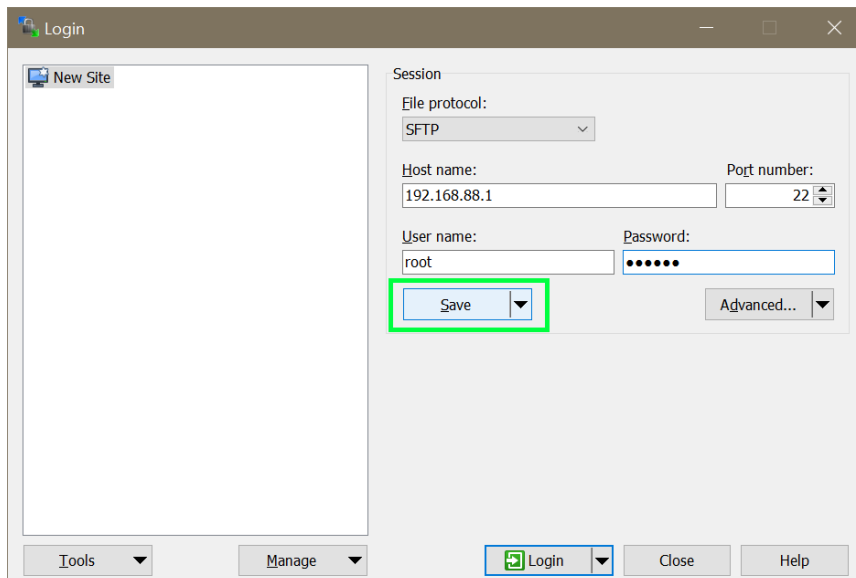 Login
New Site
Session
File protocol:
SFTP
Host name:
Port number:
192.168.88.1
22
User name:
Password:
root
••••••
Save
Advanced...
Tools
Manage
Login
Close
Help